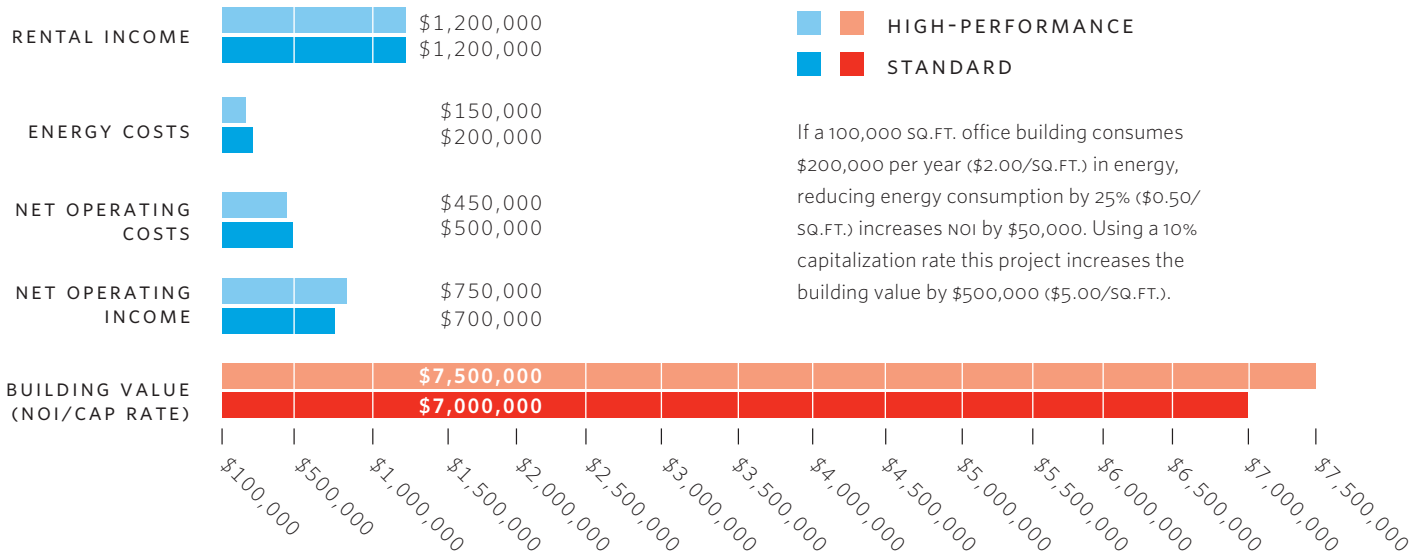 RENTAL INCOME
$1,200,000
$1,200,000
ENERGY COSTS
$150,000
$200,000
NET OPERATING
COSTS
$450,000
$500,000
NET OPERATING
INCOME
$750,000
$700,000
BUILDING VALUE
(NOI/CAP RATE)
$7,500,000
$7,000,000
$100,000
$500,000
$1,000,000
$1,500,000
$2,000,000
$2,500,000
$3,000,000
$3,500,000
$4,000,000
$4,500,000
$5,000,000
$5,500,000
$6,000,000
$6,500,000
$7,000,000
$7,500,000
HIGH-PERFORMANCE
STANDARD
If a 100,000 SQ.FT. office building consumes
$200,000 per year ($2.00/SQ.FT.) in energy,
reducing energy consumption by 25% ($0.50/
SQ.FT.) increases NOI by $50,000. Using a 10%
capitalization rate this project increases the
building value by $500,000 ($5.00/SQ.FT.).